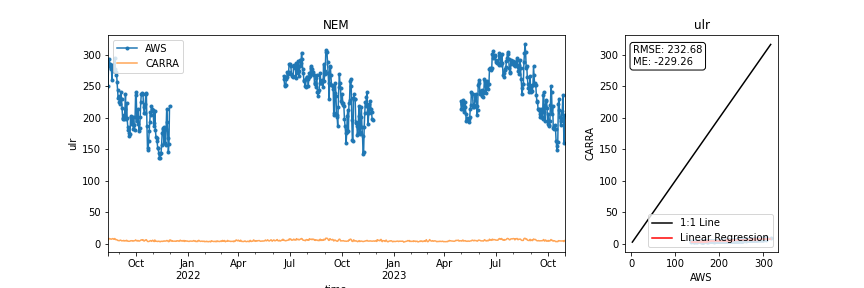 NEM
ulr
AWS
CARRA
RMSE: 232.68
ME: -229.26
300
250
200
150
100
50
0
ulr
Oct
Jan
2022
Apr
Jul
Oct
Jan
2023
Apr
Jul
Oct
time
300
250
200
150
100
50
0
CARRA
1:1 Line
Linear Regression
0
100
200
300
AWS